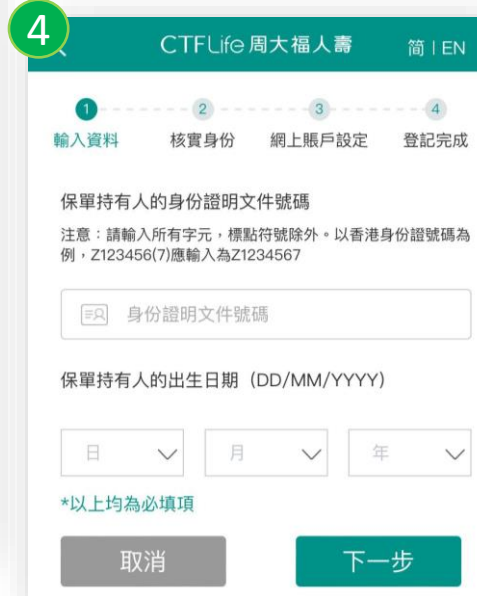 4
CTFLife 周大福人壽
简 | EN
1 2 3 4
輸入資料 核實身份 網上賬戶設定 登記完成
保單持有人的身份證明文件號碼
注意：請輸入所有字元，標點符號除外。以香港身份證號碼為
例，Z123456(7)應輸入為Z1234567
身份證明文件號碼
保單持有人的出生日期（DD/MM/YYYY）
日 月 年
*以上均為必填項
取消 下一步